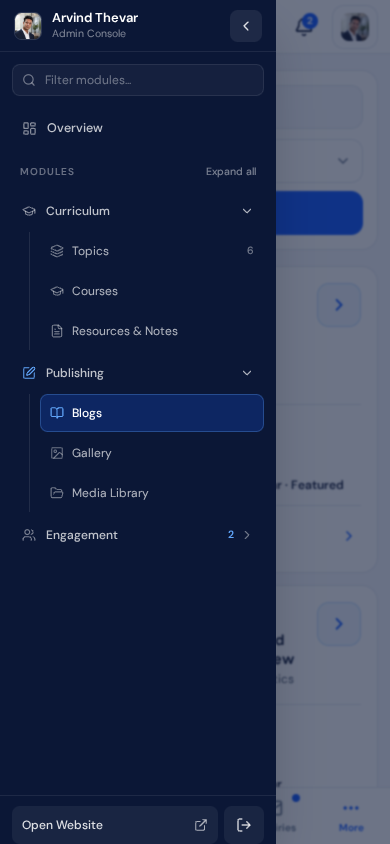 Arvind Thevar
Admin Console
2
Filter modules...
Overview
MODULES
Expand all
Curriculum
Topics
6
Courses
Resources & Notes
Publishing
Blogs
Gallery
· Featured
Media Library
Engagement
2
Open Website
More